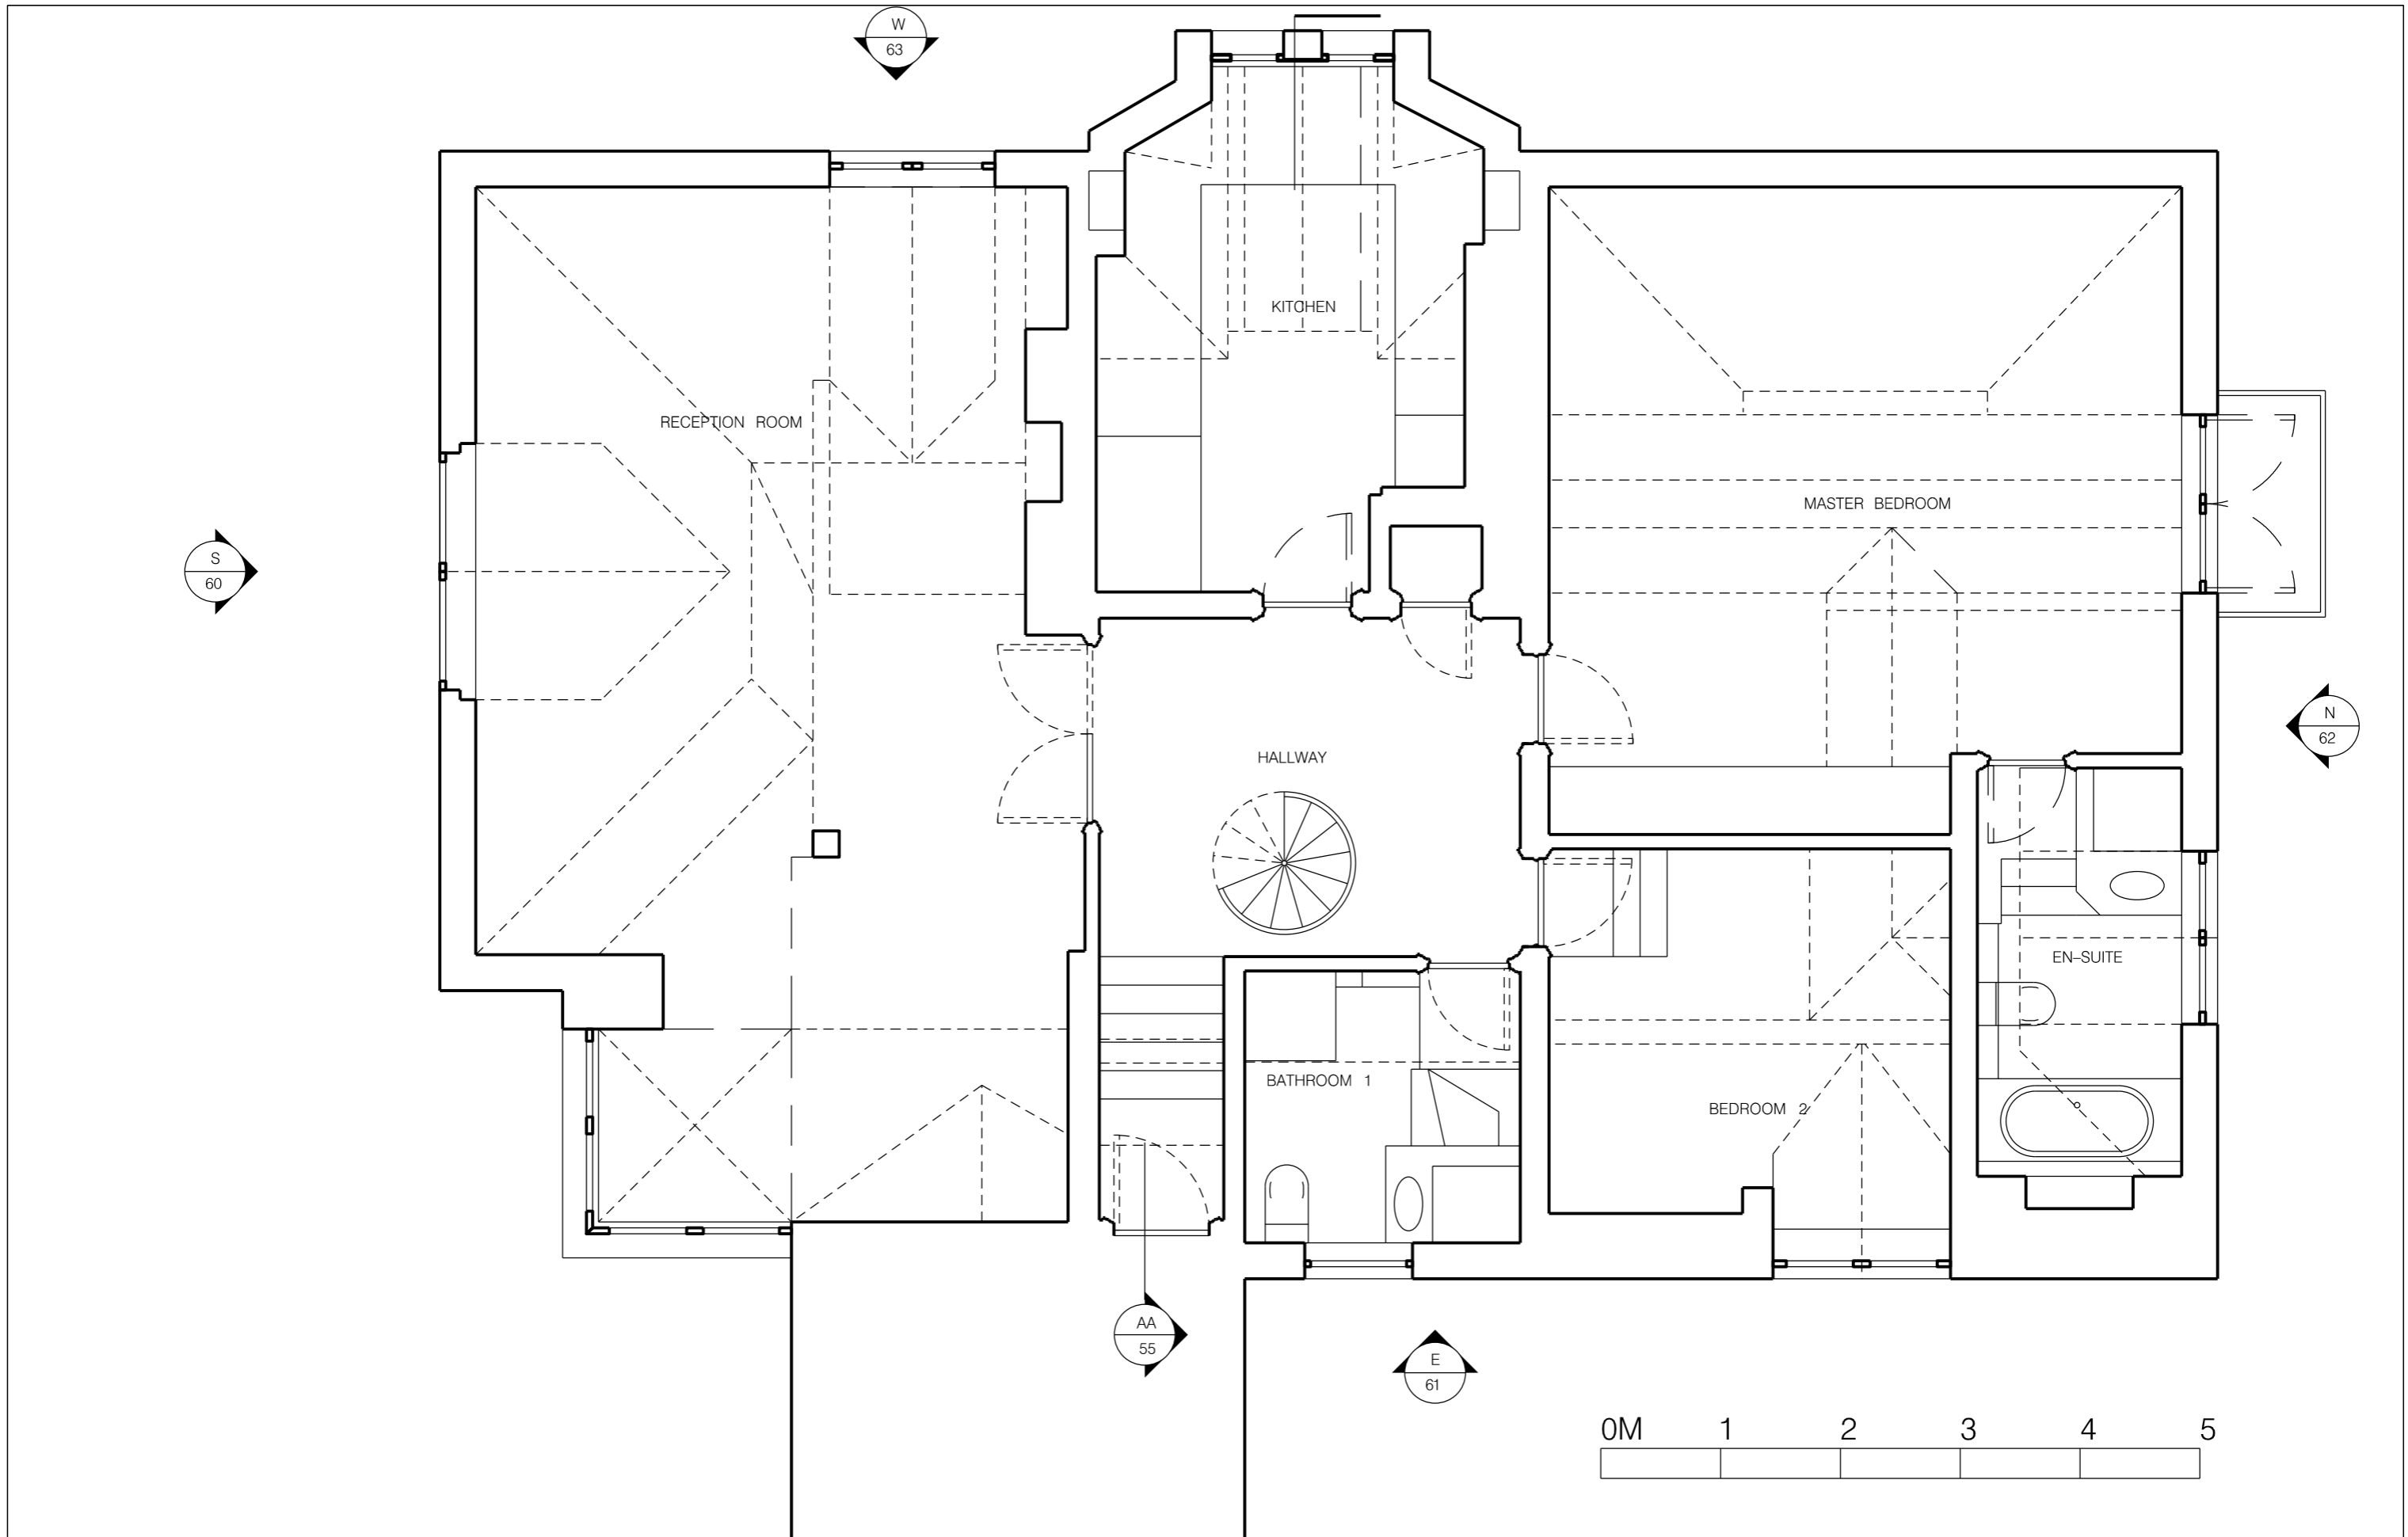 W
63
KITCHEN
RECEPTION ROOM
MASTER BEDROOM
S
60
N
62
HALLWAY
EN-SUITE
BATHROOM 1
BEDROOM 2
AA
55
E
61
0M 1 2 3 4 5